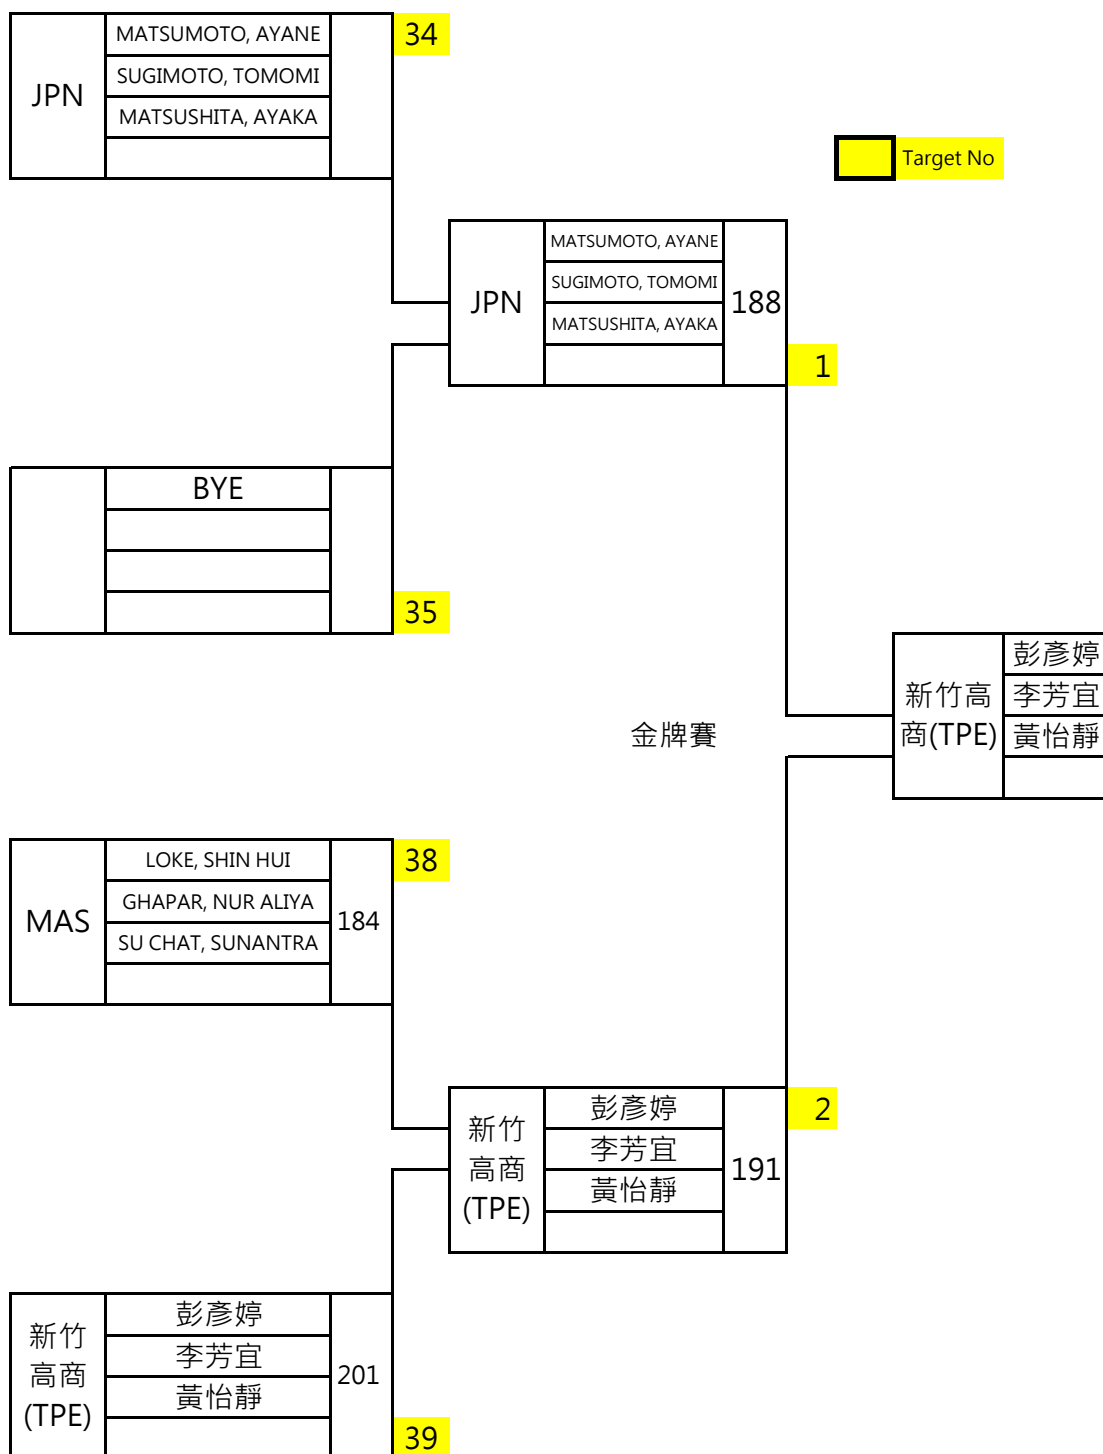 MATSUMOTO, AYANE
34
JPN
SUGIMOTO, TOMOMI
MATSUSHITA, AYAKA
Target No
MATSUMOTO, AYANE
JPN
SUGIMOTO, TOMOMI
188
MATSUSHITA, AYAKA
1
BYE
35
彭彥婷
新竹高
商(TPE)
李芳宜
黃怡靜
金牌賽
LOKE, SHIN HUI
38
MAS
GHAPAR, NUR ALIYA
184
SU CHAT, SUNANTRA
彭彥婷
2
新竹
高商
(TPE)
李芳宜
191
黃怡靜
彭彥婷
新竹
高商
(TPE)
李芳宜
201
黃怡靜
39